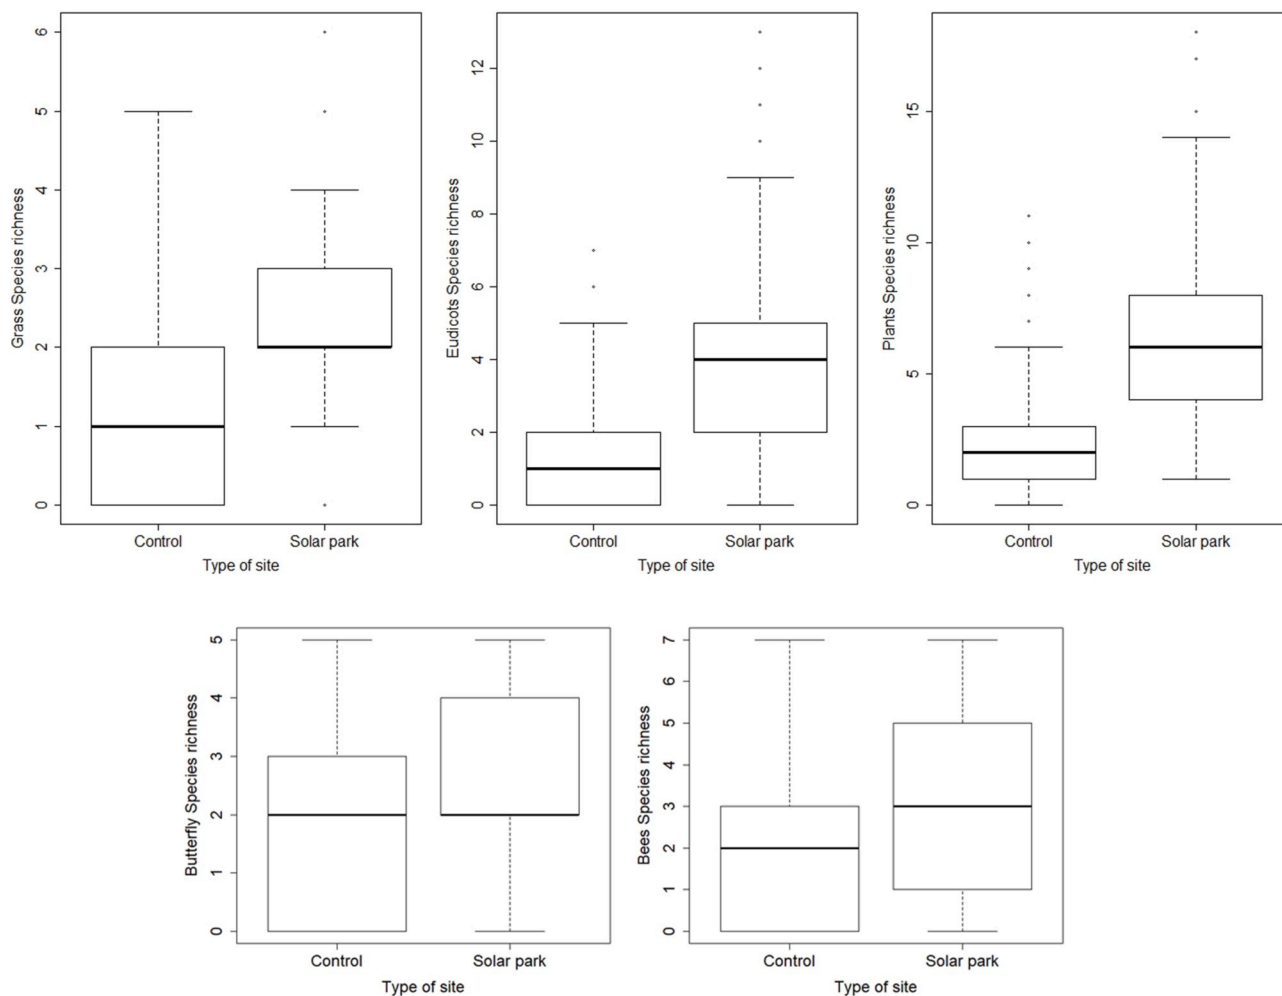 Grass Species richness
6
5
4
3
2
1
0
Control Solar park
Type of site
Eudicots Species richness
12
10
8
6
4
2
0
Control Solar park
Type of site
Plants Species richness
15
10
5
0
Control Solar park
Type of site
Butterfly Species richness
5
4
3
2
1
0
Control Solar park
Type of site
Bees Species richness
7
6
5
4
3
2
1
0
Control Solar park
Type of site